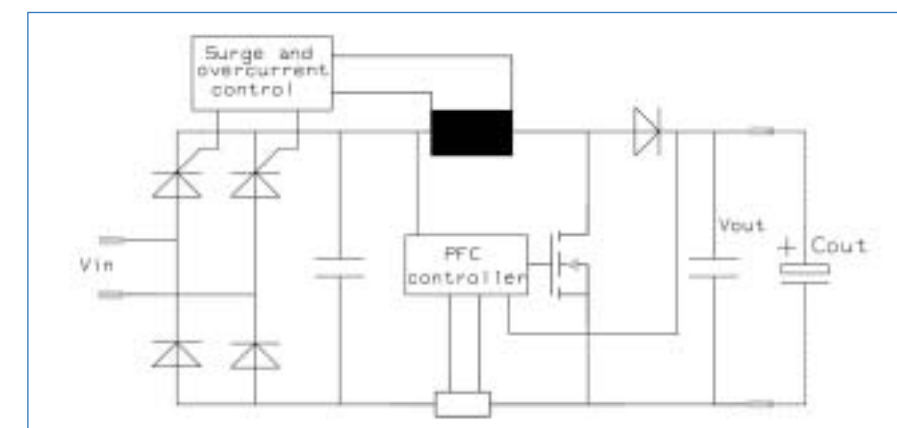 Surge and
overcurrent
control
Vin
PFC
controller
Vout
+ Cout